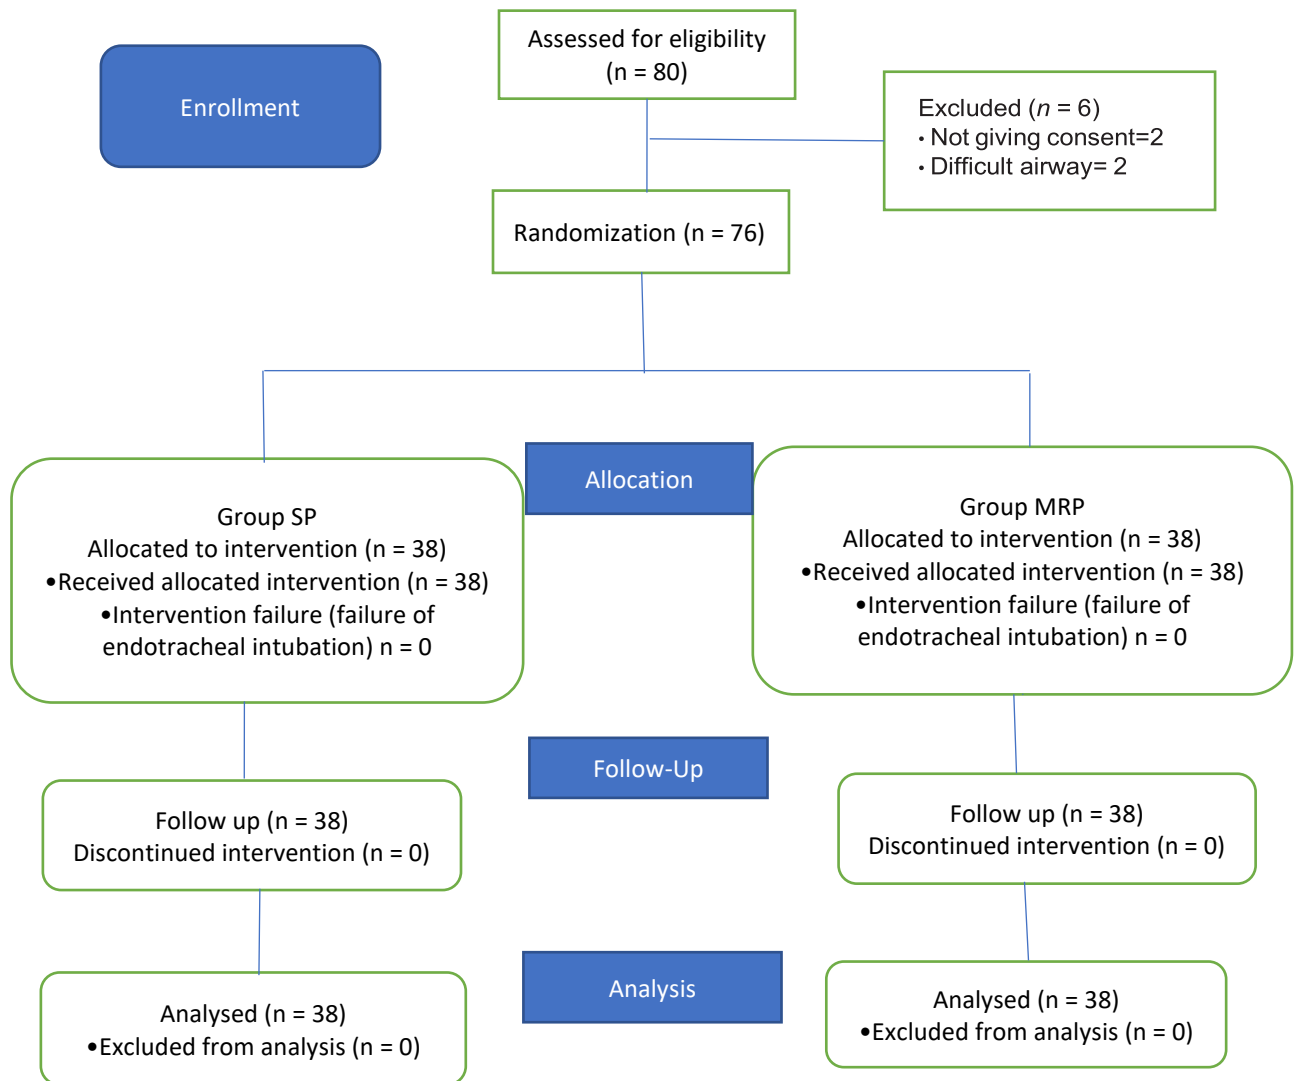 Assessed for eligibility
(n = 80)
Enrollment
Excluded (n = 6)
• Not giving consent=2
• Difficult airway= 2
Randomization (n = 76)
Allocation
Group SP
Allocated to intervention (n = 38)
•Received allocated intervention (n = 38)
•Intervention failure (failure of
endotracheal intubation) n = 0
Group MRP
Allocated to intervention (n = 38)
•Received allocated intervention (n = 38)
•Intervention failure (failure of
endotracheal intubation) n = 0
Follow-Up
Follow up (n = 38)
Discontinued intervention (n = 0)
Follow up (n = 38)
Discontinued intervention (n = 0)
Analysis
Analysed (n = 38)
•Excluded from analysis (n = 0)
Analysed (n = 38)
•Excluded from analysis (n = 0)